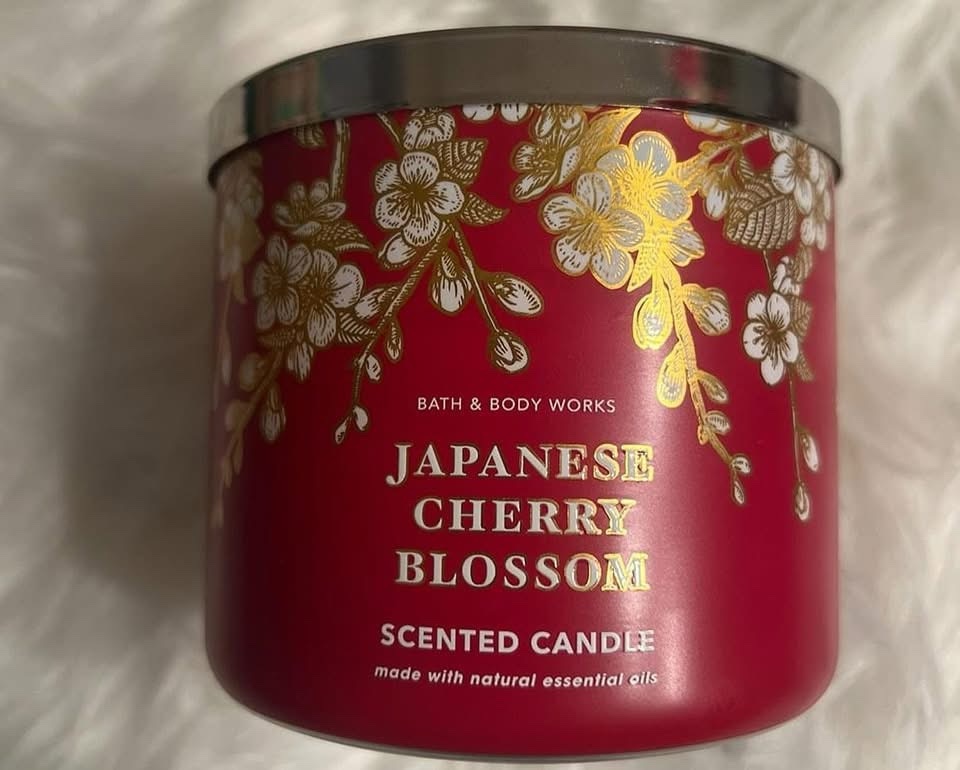 BATH & BODY WORKS
JAPANESE
CHERRY
BLOSSOM
SCENTED CANDLE
made with natural essential oils